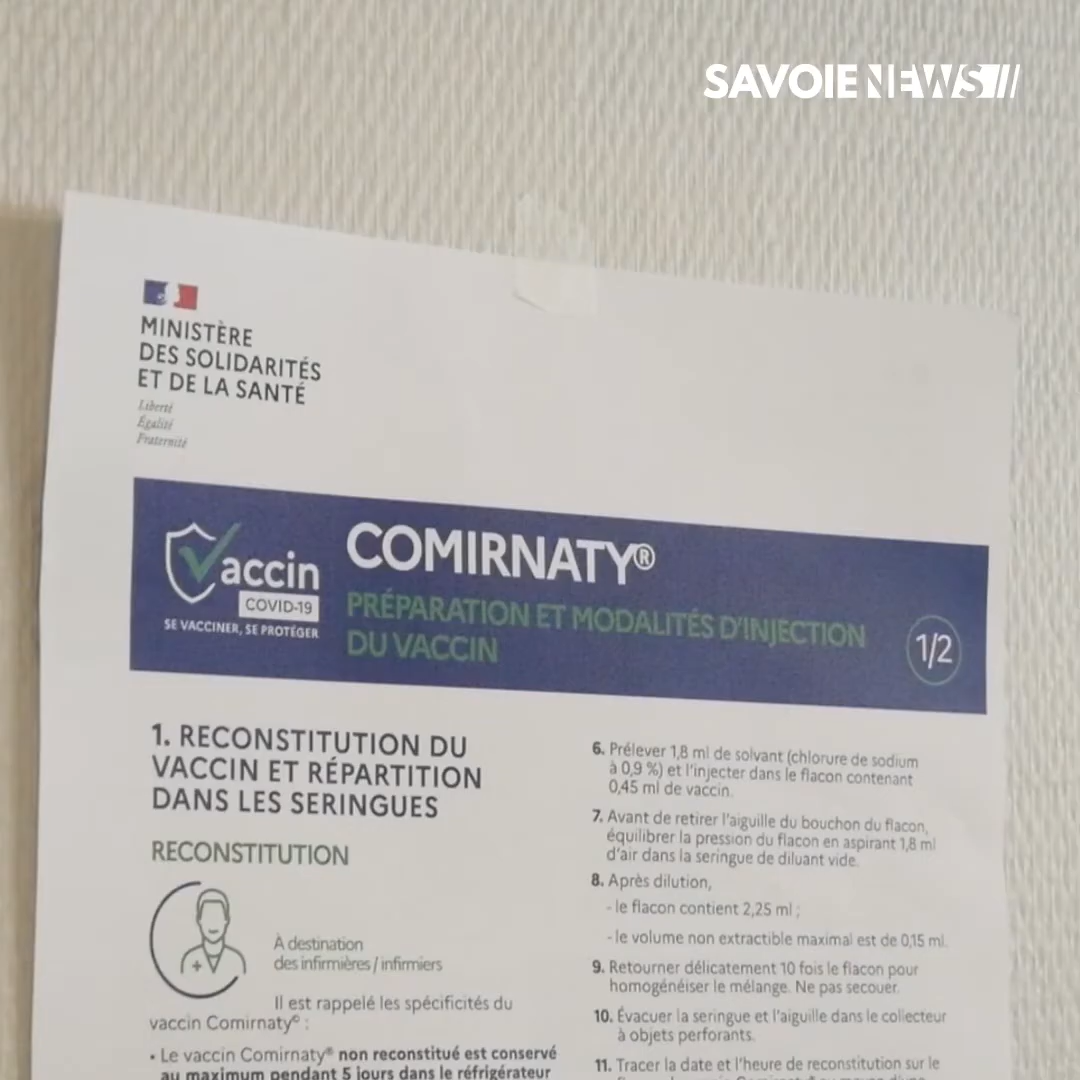 SAVOIE NEWS
MINISTÈRE
DES SOLIDARITÉS
ET DE LA SANTÉ
Liberté
Égalité
Fraternité
Vaccin
COVID-19
SE VACCINER, SE PROTÉGER
COMIRNATY®
PRÉPARATION ET MODALITÉS D'INJECTION
DU VACCIN
1/2
1. RECONSTITUTION DU
VACCIN ET RÉPARTITION
DANS LES SERINGUES
RECONSTITUTION
À destination
des infirmières / infirmiers
Il est rappelé les spécificités du
vaccin Comirnaty® :
• Le vaccin Comirnaty® non reconstitué est conservé
au maximum pendant 5 jours dans le réfrigérateur
6. Prélever 1,8 ml de solvant (chlorure de sodium
à 0,9 %) et l'injecter dans le flacon contenant
0,45 ml de vaccin.
7. Avant de retirer l'aiguille du bouchon du flacon,
équilibrer la pression du flacon en aspirant 1,8 ml
d'air dans la seringue de diluant vide.
8. Après dilution,
- le flacon contient 2,25 ml ;
- le volume non extractible maximal est de 0,15 ml.
9. Retourner délicatement 10 fois le flacon pour
homogénéiser le mélange. Ne pas secouer.
10. Évacuer la seringue et l'aiguille dans le collecteur
à objets perforants.
11. Tracer la date et l'heure de reconstitution sur le